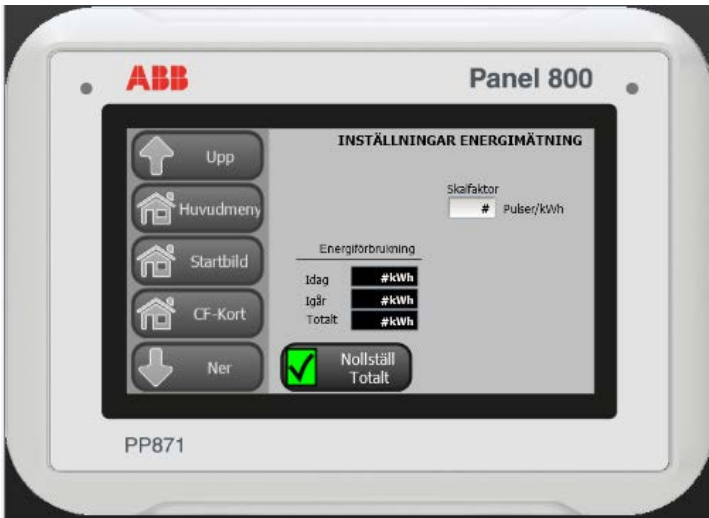 ABB
Panel 800
INSTÄLLNINGAR ENERGIMÄTNING
Upp
Huvudmeny
Startbild
CF-Kort
Ner
Skalfaktor
# Pulser/kWh
Energiförbrukning
Idag #kWh
Igår #kWh
Totalt #kWh
Nollställ
Totalt
PP871